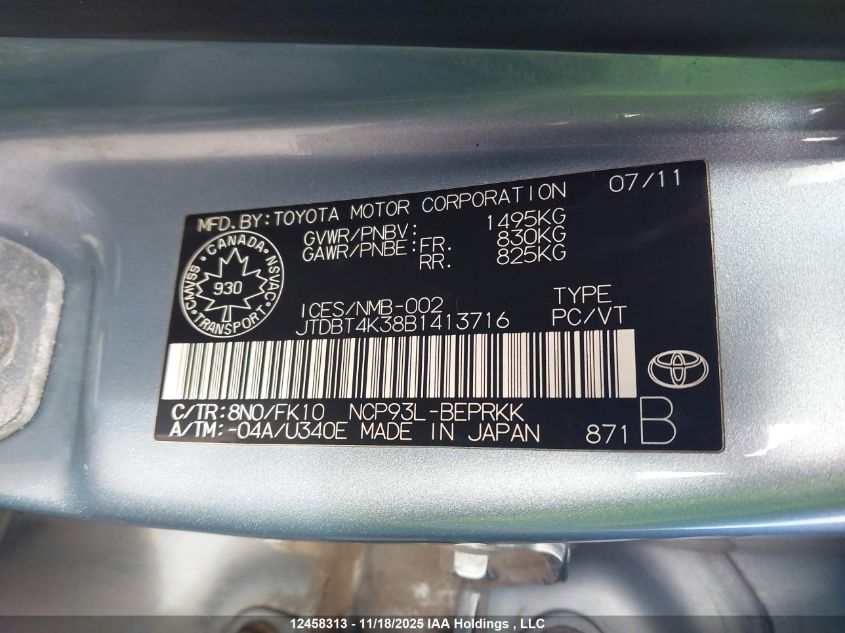 MFD. BY: TOYOTA MOTOR CORPORATION 07/11
GVWR/PNBV: 1495KG
GAWR/PNBE: FR. 830KG
RR. 825KG
CANADA
CMVSS 930 NSVAC
TRANSPORT
ICES/NMB-002 TYPE
JTDBT4K38B1413716 PC/VT
C/TR: 8N0/FK10 NCP93L-BEPRKK
A/TM: -04A/U340E MADE IN JAPAN 871 B
12458313 - 11/18/2025 IAA Holdings , LLC